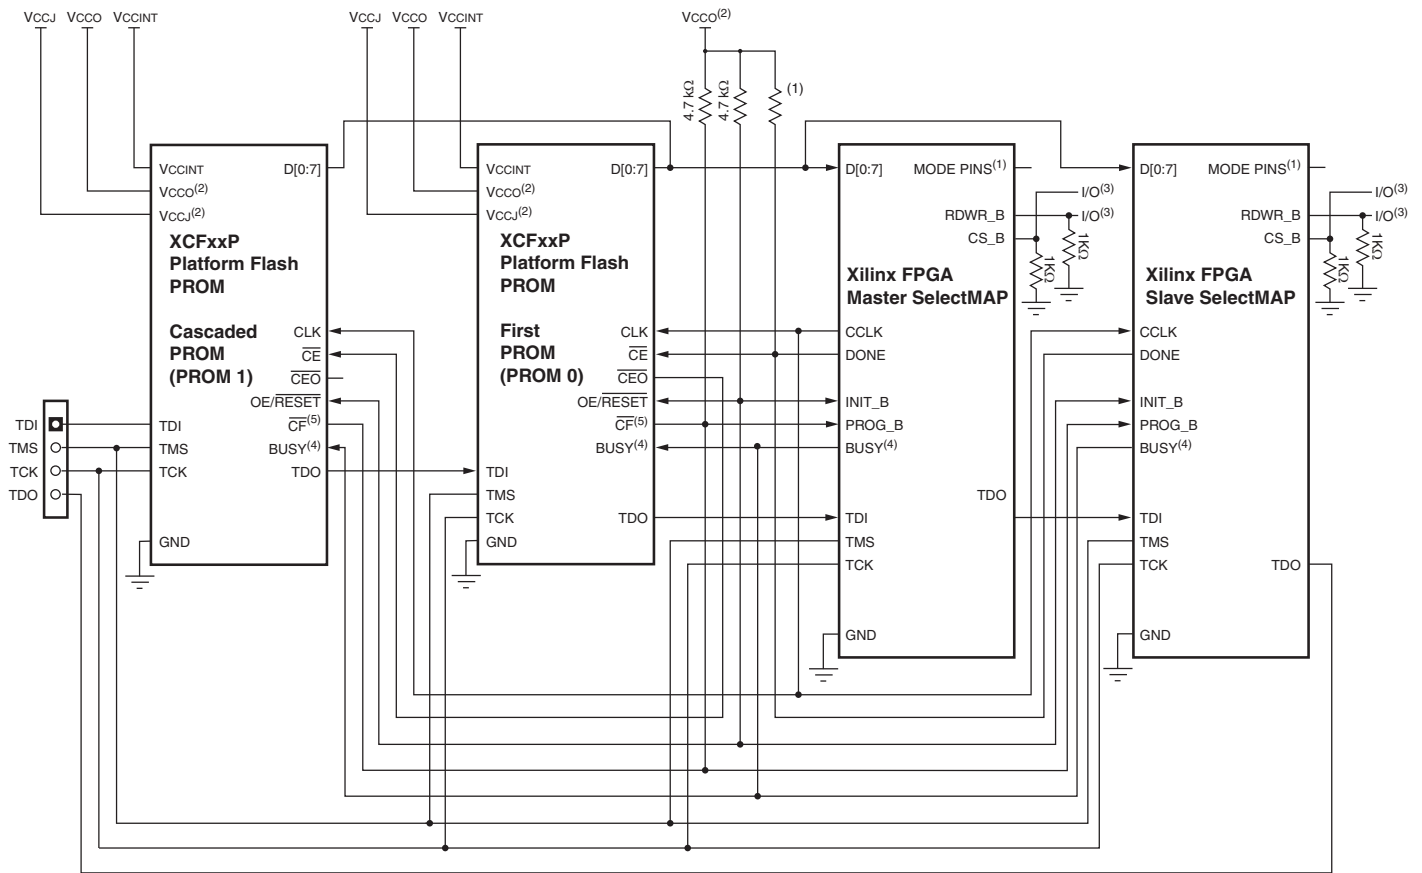 VCCJ VCCO VCCINT
VCCJ VCCO VCCINT
VCCO(2)
4.7 kΩ
4.7 kΩ
(1)
VCCINT
VCCO(2)
VCCJ(2)
D[0:7]
XCFxxP
Platform Flash
PROM
Cascaded
PROM
(PROM 1)
CLK
CE
CEO
OE/RESET
CF(5)
BUSY(4)
TDO
TDI
TMS
TCK
GND
TDI
TMS
TCK
TDO
VCCINT
VCCO(2)
VCCJ(2)
D[0:7]
XCFxxP
Platform Flash
PROM
First
PROM
(PROM 0)
CLK
CE
CEO
OE/RESET
CF(5)
BUSY(4)
TDI
TMS
TCK
TDO
GND
D[0:7]
MODE PINS(1)
RDWR_B
CS_B
I/O(3)
I/O(3)
1KΩ
1KΩ
Xilinx FPGA
Master SelectMAP
CCLK
DONE
INIT_B
PROG_B
BUSY(4)
TDO
TDI
TMS
TCK
GND
D[0:7]
MODE PINS(1)
RDWR_B
CS_B
I/O(3)
I/O(3)
1KΩ
1KΩ
Xilinx FPGA
Slave SelectMAP
CCLK
DONE
INIT_B
PROG_B
BUSY(4)
TDI
TMS
TCK
TDO
GND